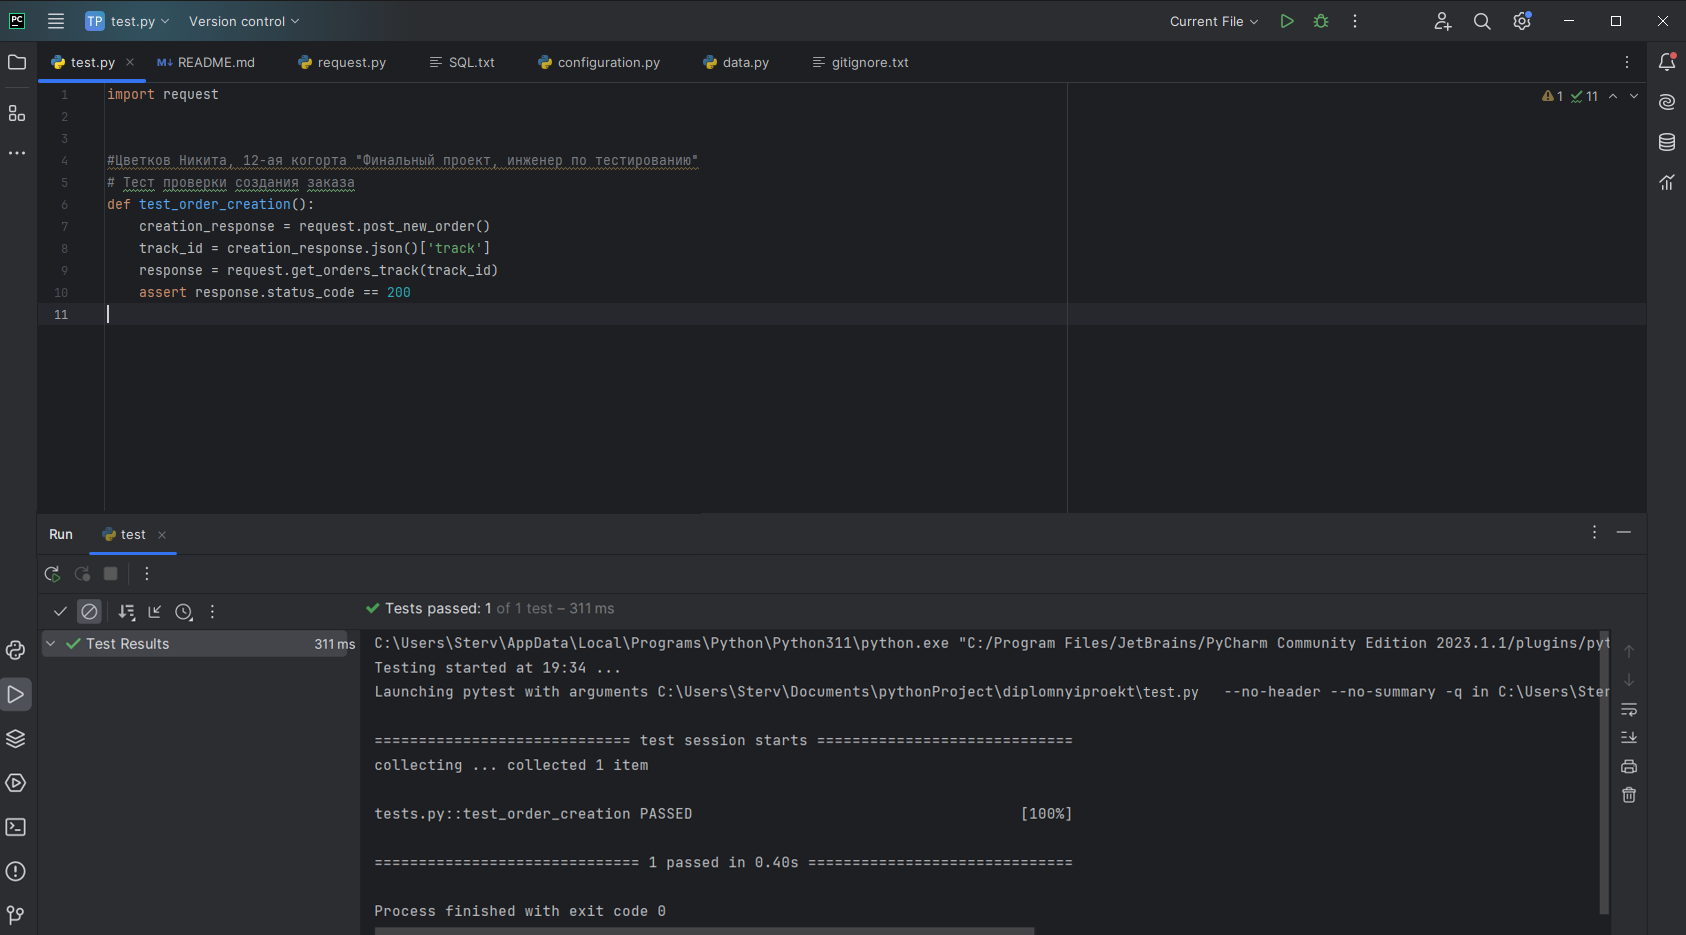 PC TP test.py Version control Current File
test.py README.md request.py SQL.txt configuration.py data.py gitignore.txt
1 import request 1 11
2
3
4 #Цветков Никита, 12-ая когорта "Финальный проект, инженер по тестированию"
5 # Тест проверки создания заказа
6 def test_order_creation():
7 creation_response = request.post_new_order()
8 track_id = creation_response.json()['track']
9 response = request.get_orders_track(track_id)
10 assert response.status_code == 200
11
Run test
Tests passed: 1 of 1 test – 311 ms
Test Results 311 ms
C:\Users\Sterv\AppData\Local\Programs\Python\Python311\python.exe "C:/Program Files/JetBrains/PyCharm Community Edition 2023.1.1/plugins/pyt
Testing started at 19:34 ...
Launching pytest with arguments C:\Users\Sterv\Documents\pythonProject\diplomnyiproekt\test.py --no-header --no-summary -q in C:\Users\Ster
============================= test session starts =============================
collecting ... collected 1 item
tests.py::test_order_creation PASSED [100%]
============================== 1 passed in 0.40s ==============================
Process finished with exit code 0